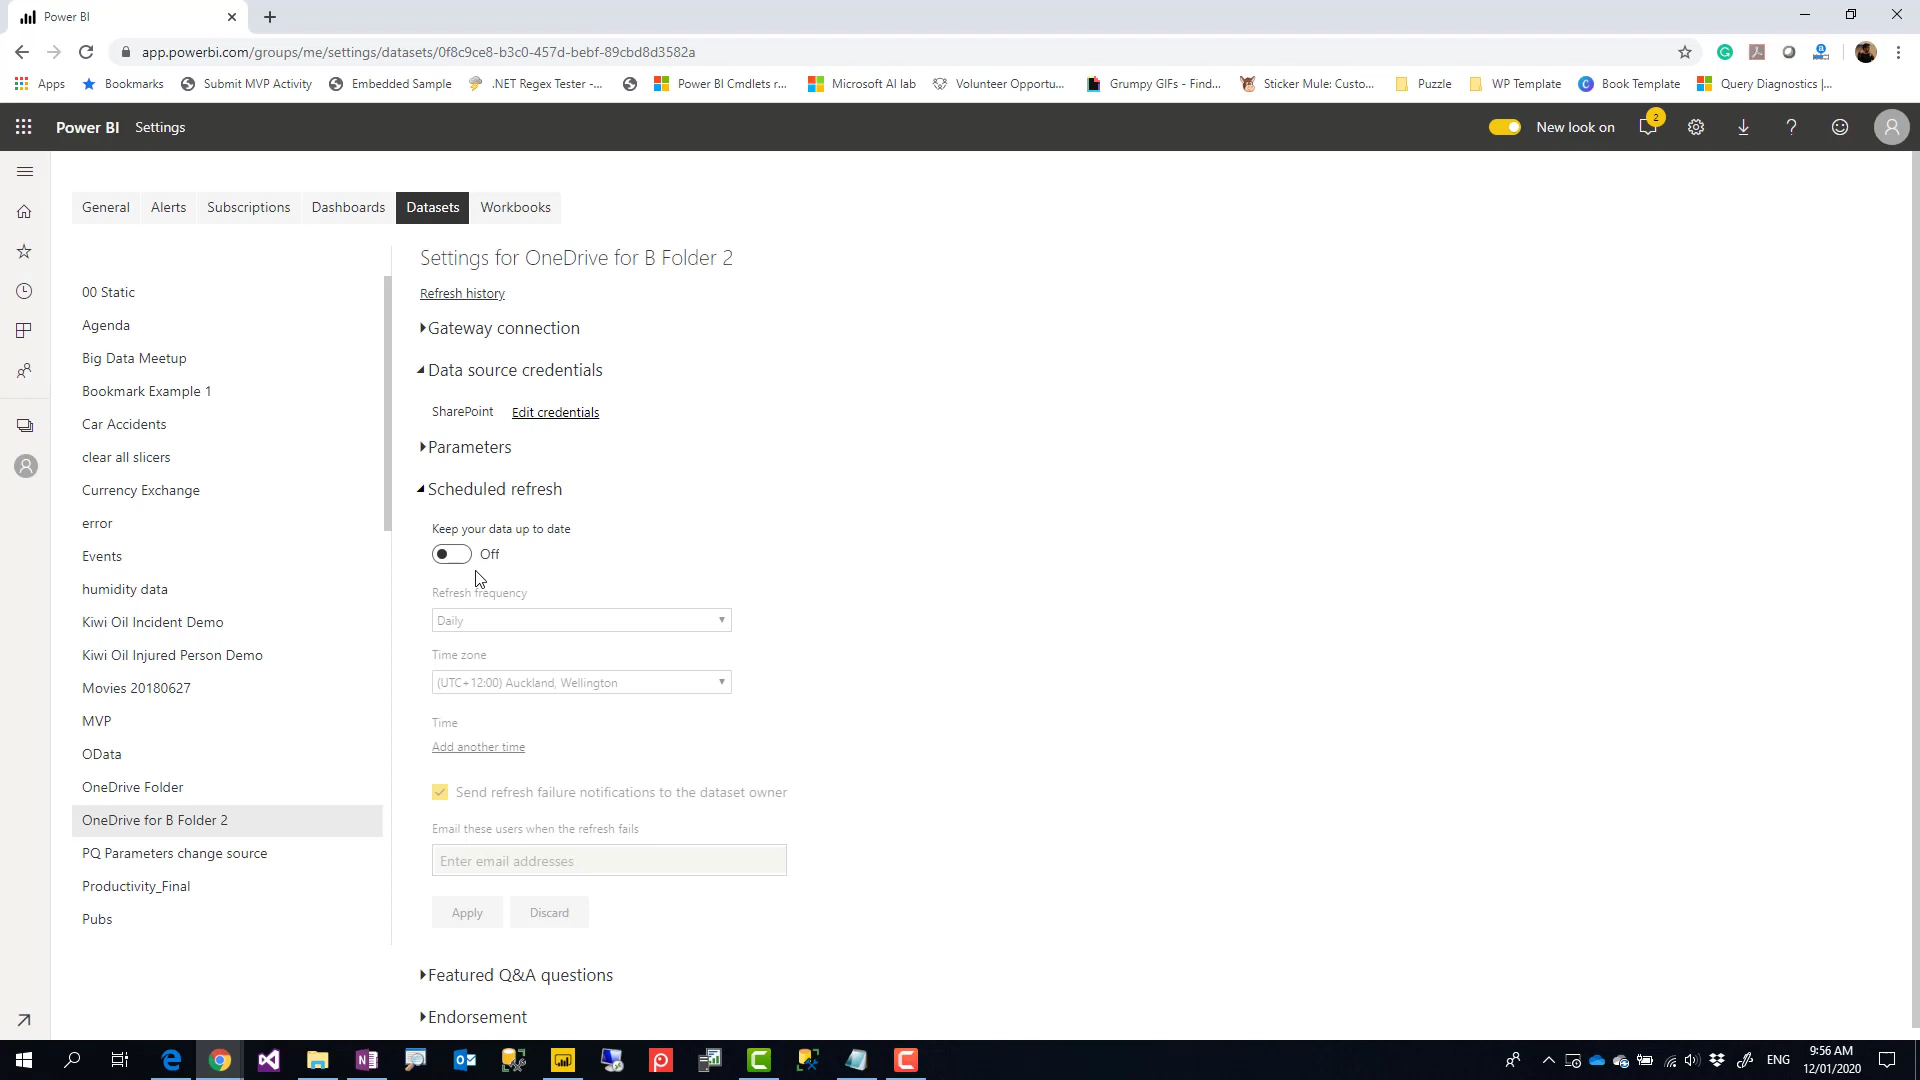 Power BI
app.powerbi.com/groups/me/settings/datasets/0f8c9ce8-b3c0-457d-bebf-89cbd8d3582a
Apps Bookmarks Submit MVP Activity Embedded Sample .NET Regex Tester -... Power BI Cmdlets r... Microsoft AI lab Volunteer Opportu... Grumpy GIFs - Find... Sticker Mule: Custo... Puzzle WP Template Book Template Query Diagnostics |...
Power BI Settings New look on 2
General Alerts Subscriptions Dashboards Datasets Workbooks
00 Static
Agenda
Big Data Meetup
Bookmark Example 1
Car Accidents
clear all slicers
Currency Exchange
error
Events
humidity data
Kiwi Oil Incident Demo
Kiwi Oil Injured Person Demo
Movies 20180627
MVP
OData
OneDrive Folder
OneDrive for B Folder 2
PQ Parameters change source
Productivity_Final
Pubs
Settings for OneDrive for B Folder 2
Refresh history
Gateway connection
Data source credentials
SharePoint Edit credentials
Parameters
Scheduled refresh
Keep your data up to date
Off
Refresh frequency
Daily
Time zone
(UTC+12:00) Auckland, Wellington
Time
Add another time
Send refresh failure notifications to the dataset owner
Email these users when the refresh fails
Enter email addresses
Apply Discard
Featured Q&A questions
Endorsement
ENG
9:56 AM
12/01/2020